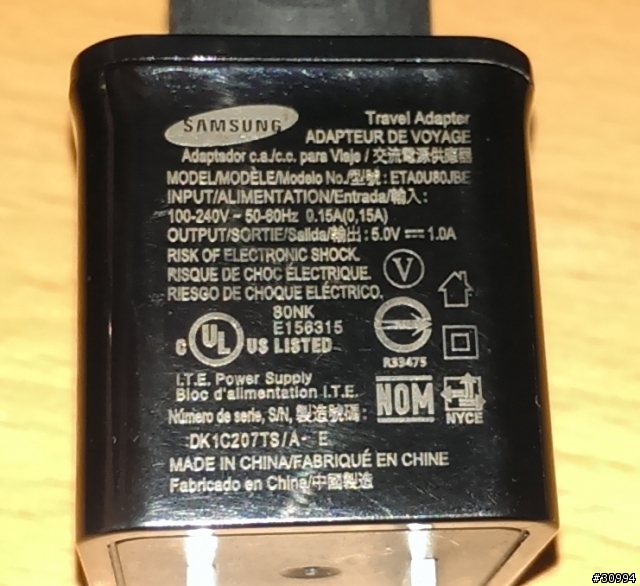 SAMSUNG
Travel Adapter
ADAPTEUR DE VOYAGE
Adaptador c.a./c.c. para Viaje / 交流電源供應器
MODEL/MODÈLE/Modelo No./型號: ETA0U80JBE
INPUT/ALIMENTATION/Entrada/輸入:
100-240V ~ 50-60Hz 0.15A(0,15A)
OUTPUT/SORTIE/Salida/輸出: 5.0V ⎓ 1.0A
RISK OF ELECTRONIC SHOCK.
RISQUE DE CHOC ÉLECTRIQUE.
RIESGO DE CHOQUE ELÉCTRICO.
V
80NK
E156315
C UL US LISTED
R33475
I.T.E. Power Supply
Bloc d'alimentation I.T.E.
NOM
NYCE
Número de serie, S/N, 製造號碼:
DK1C207TS/A- E
MADE IN CHINA/FABRIQUÉ EN CHINE
Fabricado en China/中國製造
#30994